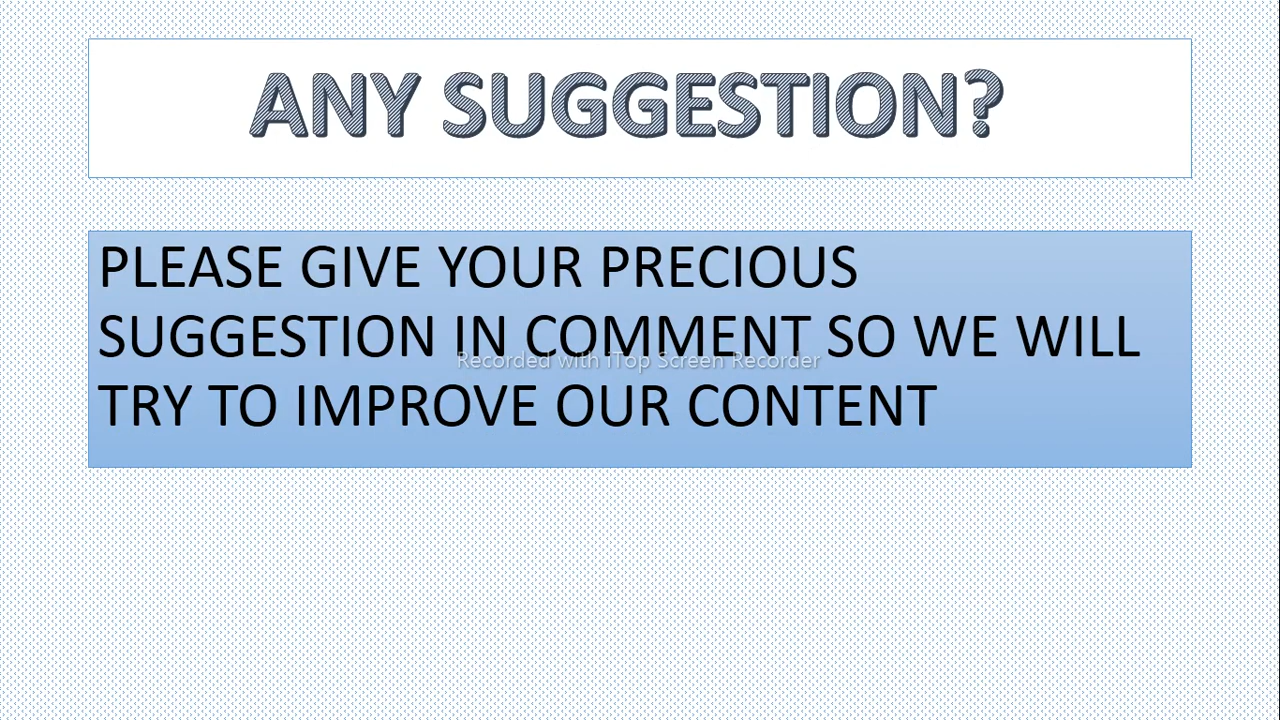 ANY SUGGESTION?
PLEASE GIVE YOUR PRECIOUS
SUGGESTION IN COMMENT SO WE WILL
Recorded with iTop Screen Recorder
TRY TO IMPROVE OUR CONTENT